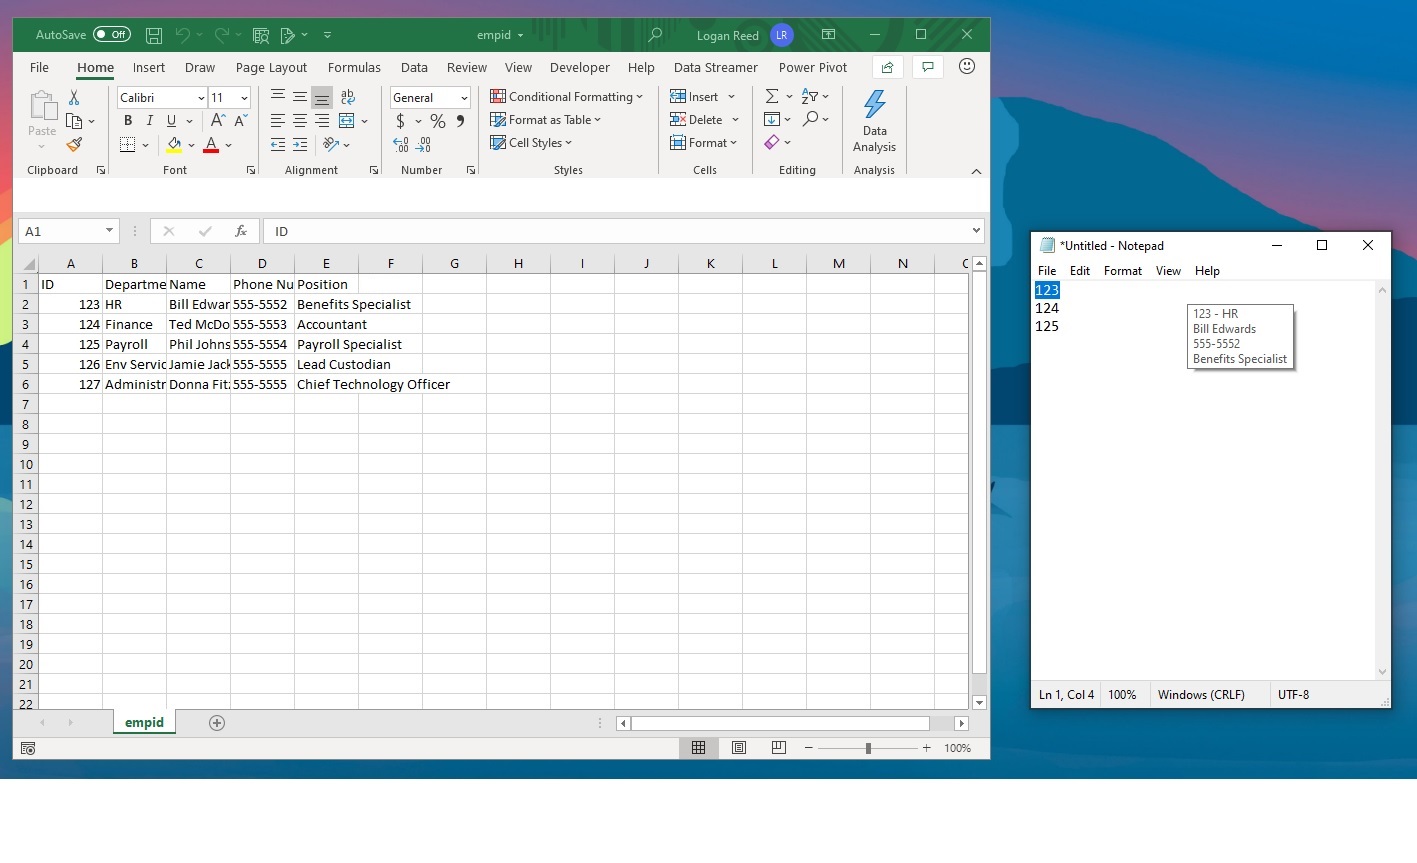 AutoSave Off
empid
Logan Reed LR
File Home Insert Draw Page Layout Formulas Data Review View Developer Help Data Streamer Power Pivot
Paste
Clipboard
Calibri 11
B I U A A
A
Font
ab
Alignment
General
$ % 9
Number
Conditional Formatting
Format as Table
Cell Styles
Styles
Insert
Delete
Format
Cells
Editing
Data
Analysis
Analysis
A1 fx ID
A B C D E F G H I J K L M N
1 ID Departme Name Phone Nu Position
2 123 HR Bill Edwar 555-5552 Benefits Specialist
3 124 Finance Ted McDo 555-5553 Accountant
4 125 Payroll Phil Johns 555-5554 Payroll Specialist
5 126 Env Servic Jamie Jack 555-5555 Lead Custodian
6 127 Administr Donna Fit 555-5555 Chief Technology Officer
7
8
9
10
11
12
13
14
15
16
17
18
19
20
21
22
empid
100%
*Untitled - Notepad
File Edit Format View Help
123
124
125
123 - HR
Bill Edwards
555-5552
Benefits Specialist
Ln 1, Col 4 100% Windows (CRLF) UTF-8